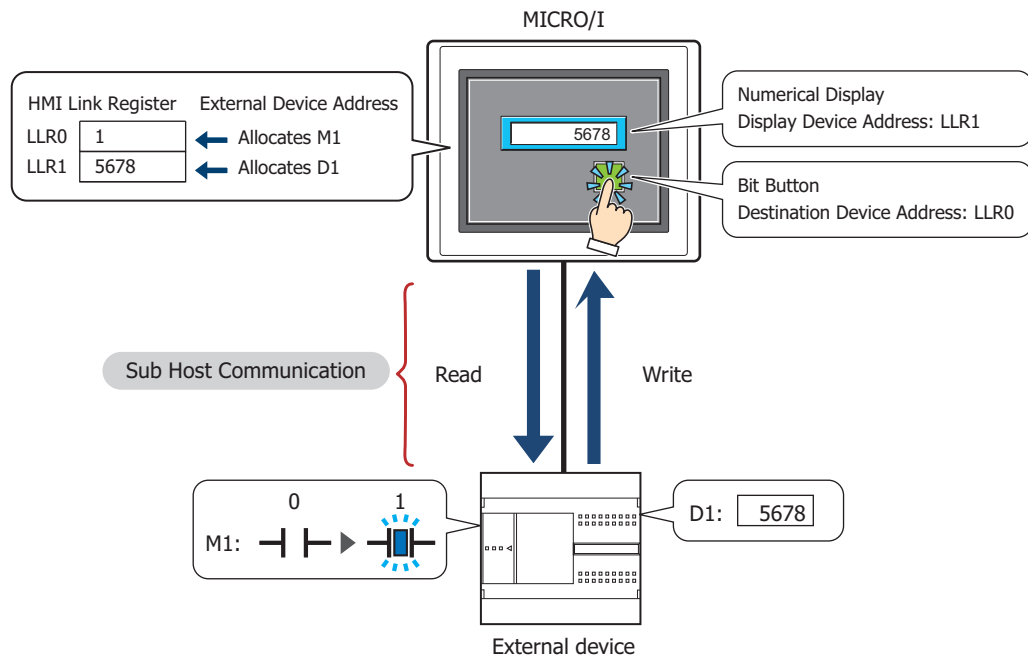 MICRO/I
HMI Link Register External Device Address
LLR0 1 Allocates M1
LLR1 5678 Allocates D1
5678
Numerical Display
Display Device Address: LLR1
Bit Button
Destination Device Address: LLR0
Sub Host Communication
Read
Write
0 1
M1:
D1: 5678
External device